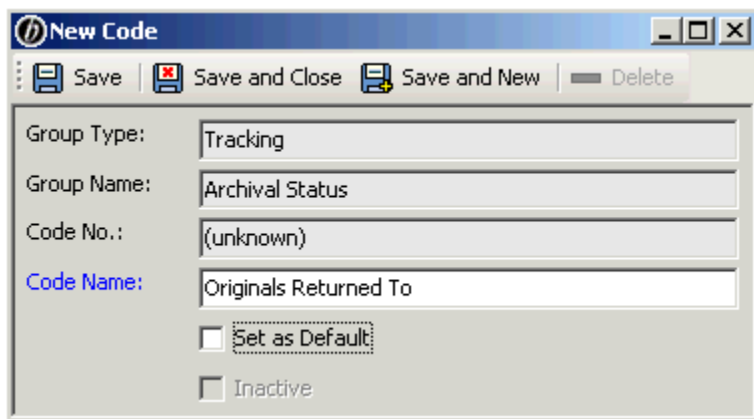 New Code
Save Save and Close Save and New Delete
Group Type: Tracking
Group Name: Archival Status
Code No.: (unknown)
Code Name: Originals Returned To
Set as Default
Inactive